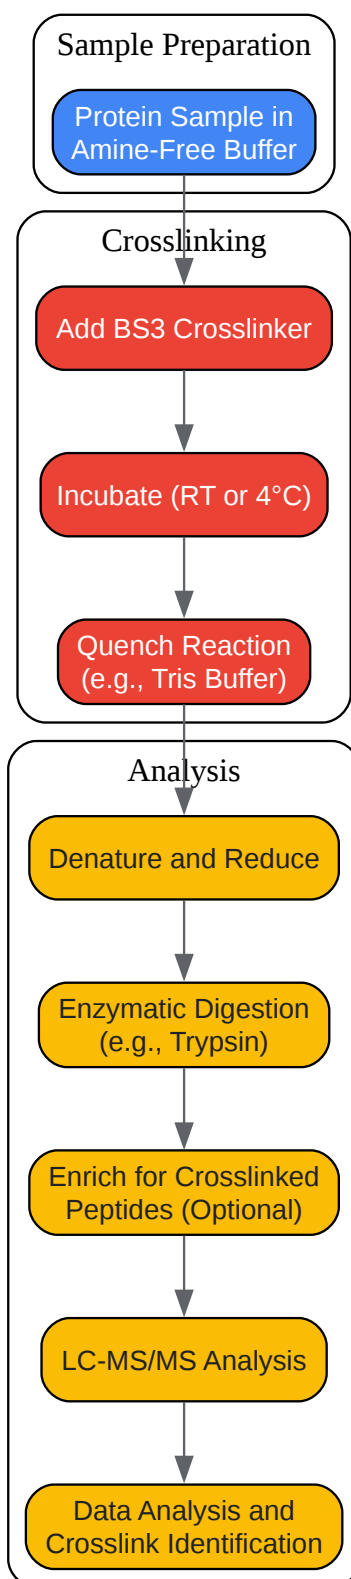 Sample Preparation
Protein Sample in
Amine-Free Buffer
Crosslinking
Add BS3 Crosslinker
Incubate (RT or 4°C)
Quench Reaction
(e.g., Tris Buffer)
Analysis
Denature and Reduce
Enzymatic Digestion
(e.g., Trypsin)
Enrich for Crosslinked
Peptides (Optional)
LC-MS/MS Analysis
Data Analysis and
Crosslink Identification